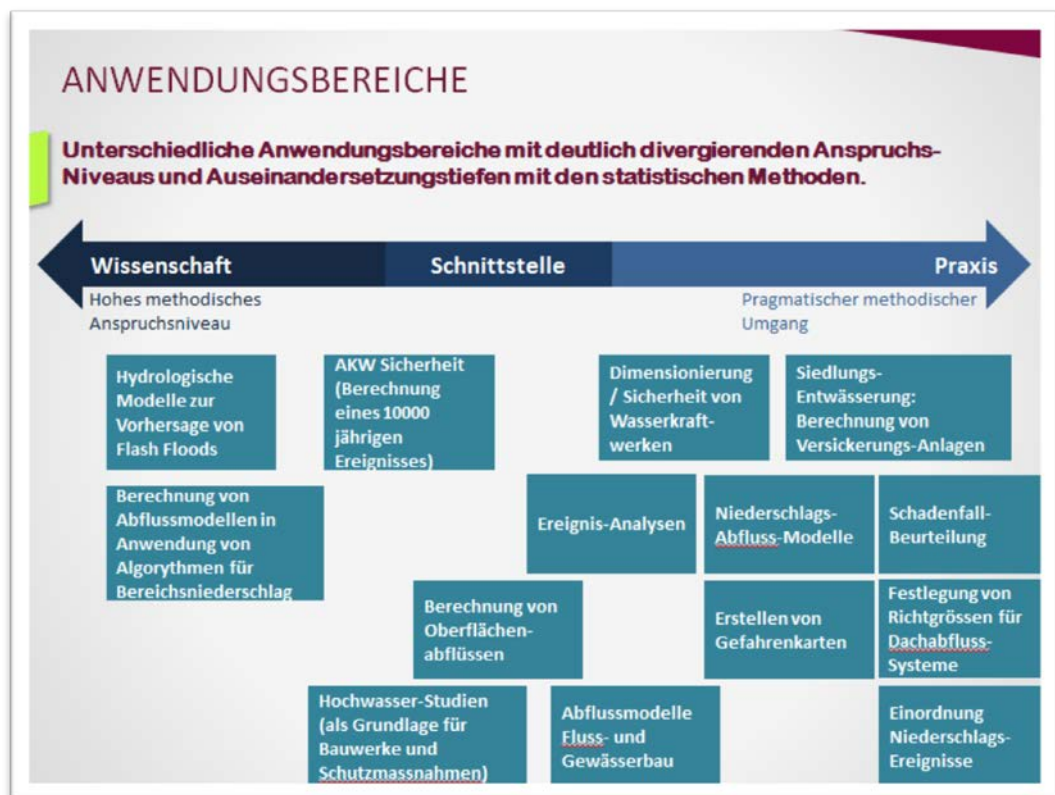 ANWENDUNGSBEREICHE
Unterschiedliche Anwendungsbereiche mit deutlich divergierenden Anspruchs-
Niveaus und Auseinandersetzungstiefen mit den statistischen Methoden.
Wissenschaft
Schnittstelle
Praxis
Hohes methodisches
Anspruchsniveau
Pragmatischer methodischer
Umgang
Hydrologische
Modelle zur
Vorhersage von
Flash Floods
AKW Sicherheit
(Berechnung
eines 10000
jährigen
Ereignisses)
Dimensionierung
/ Sicherheit von
Wasserkraft-
werken
Siedlungs-
Entwässerung:
Berechnung von
Versickerungs-Anlagen
Berechnung von
Abflussmodellen in
Anwendung von
Algorythmen für
Bereichsniederschlag
Ereignis-Analysen
Niederschlags-
Abfluss-Modelle
Schadenfall-
Beurteilung
Berechnung von
Oberflächen-
abflüssen
Erstellen von
Gefahrenkarten
Festlegung von
Richtgrössen für
Dachabfluss-
Systeme
Hochwasser-Studien
(als Grundlage für
Bauwerke und
Schutzmassnahmen)
Abflussmodelle
Fluss- und
Gewässerbau
Einordnung
Niederschlags-
Ereignisse